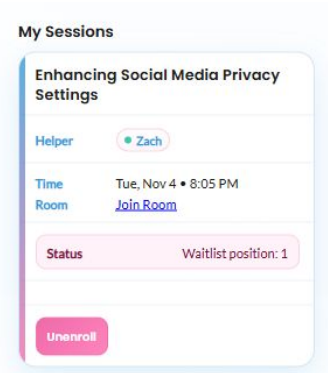 My Sessions
Enhancing Social Media Privacy
Settings
Helper Zach
Time Tue, Nov 4 • 8:05 PM
Room Join Room
Status Waitlist position: 1
Unenroll